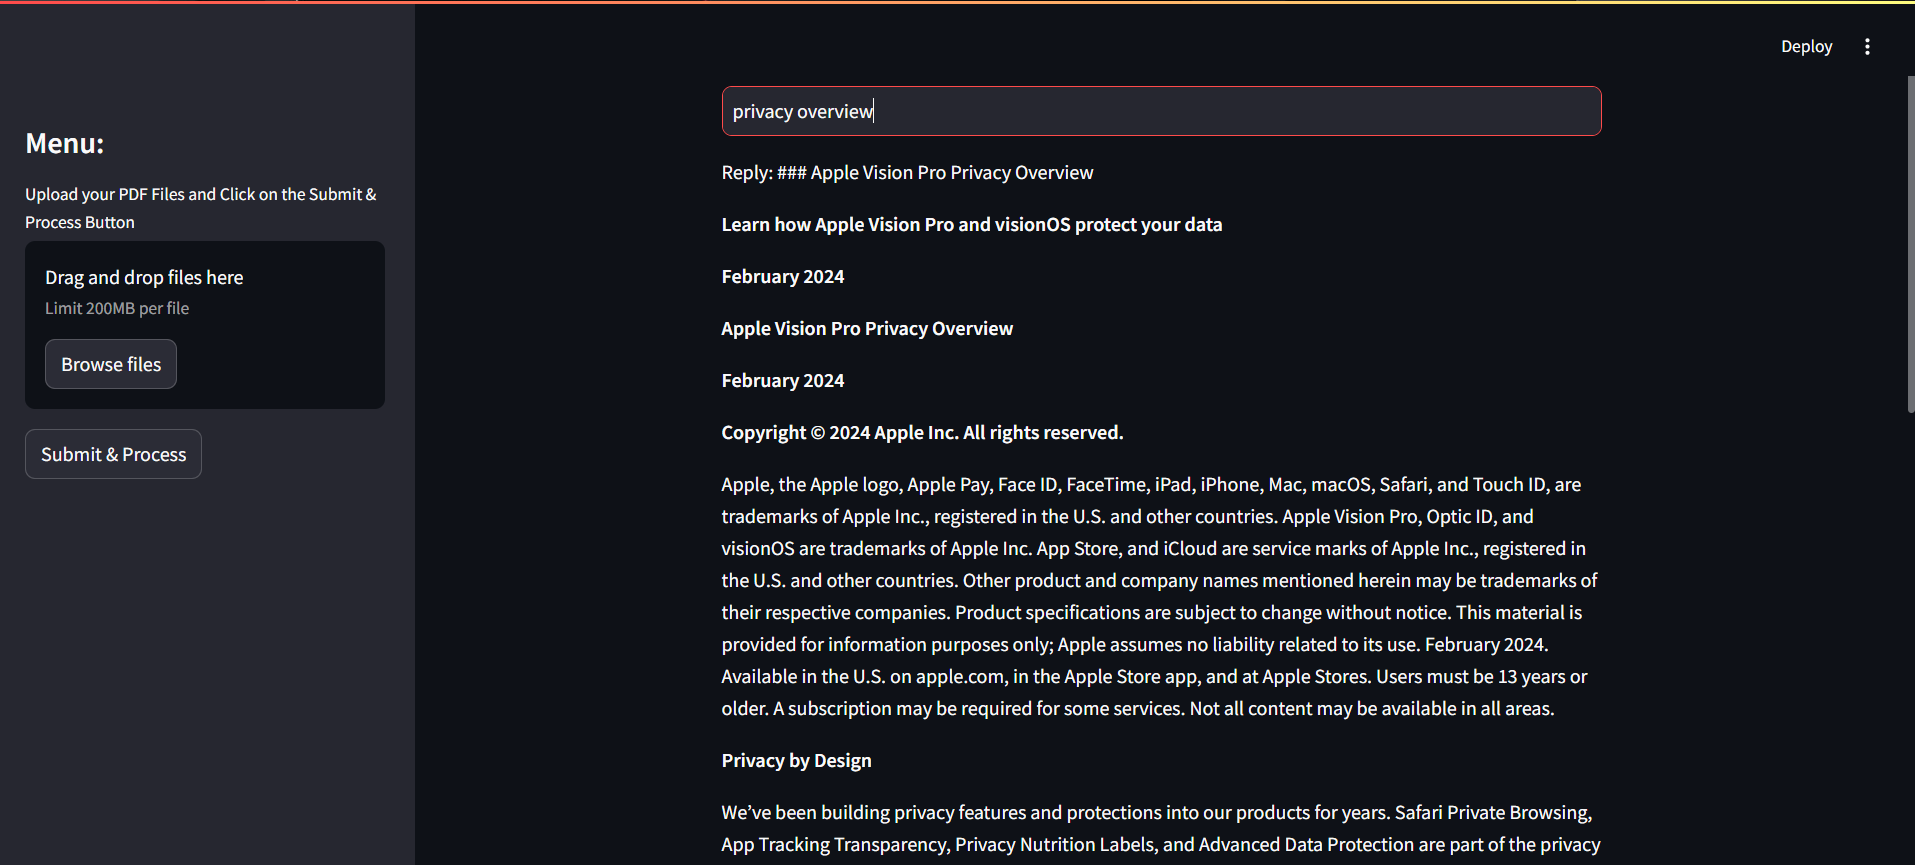 Deploy
Menu:
Upload your PDF Files and Click on the Submit &
Process Button
Drag and drop files here
Limit 200MB per file
Browse files
Submit & Process
privacy overview
Reply: ### Apple Vision Pro Privacy Overview
Learn how Apple Vision Pro and visionOS protect your data
February 2024
Apple Vision Pro Privacy Overview
February 2024
Copyright © 2024 Apple Inc. All rights reserved.
Apple, the Apple logo, Apple Pay, Face ID, FaceTime, iPad, iPhone, Mac, macOS, Safari, and Touch ID, are
trademarks of Apple Inc., registered in the U.S. and other countries. Apple Vision Pro, Optic ID, and
visionOS are trademarks of Apple Inc. App Store, and iCloud are service marks of Apple Inc., registered in
the U.S. and other countries. Other product and company names mentioned herein may be trademarks of
their respective companies. Product specifications are subject to change without notice. This material is
provided for information purposes only; Apple assumes no liability related to its use. February 2024.
Available in the U.S. on apple.com, in the Apple Store app, and at Apple Stores. Users must be 13 years or
older. A subscription may be required for some services. Not all content may be available in all areas.
Privacy by Design
We’ve been building privacy features and protections into our products for years. Safari Private Browsing,
App Tracking Transparency, Privacy Nutrition Labels, and Advanced Data Protection are part of the privacy